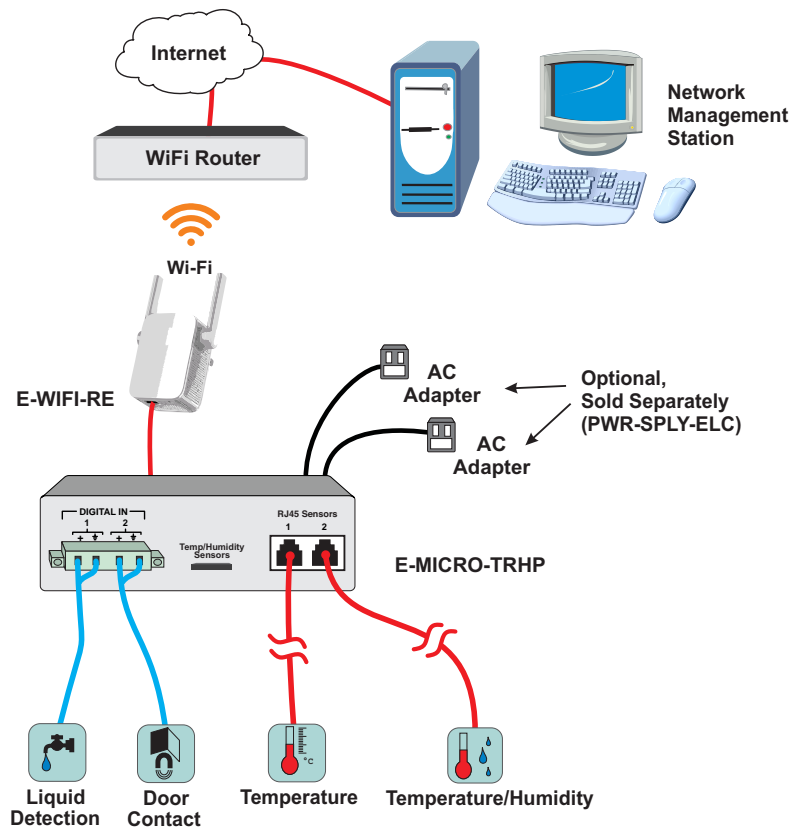 Internet
Network
Management
Station
WiFi Router
Wi-Fi
E-WIFI-RE
AC
Adapter
Optional,
Sold Separately
(PWR-SPLY-ELC)
AC
Adapter
DIGITAL IN
1 2
+ +
Temp/Humidity
Sensors
RJ45 Sensors
1 2
E-MICRO-TRHP
°C
Liquid
Detection
Door
Contact
Temperature
Temperature/Humidity